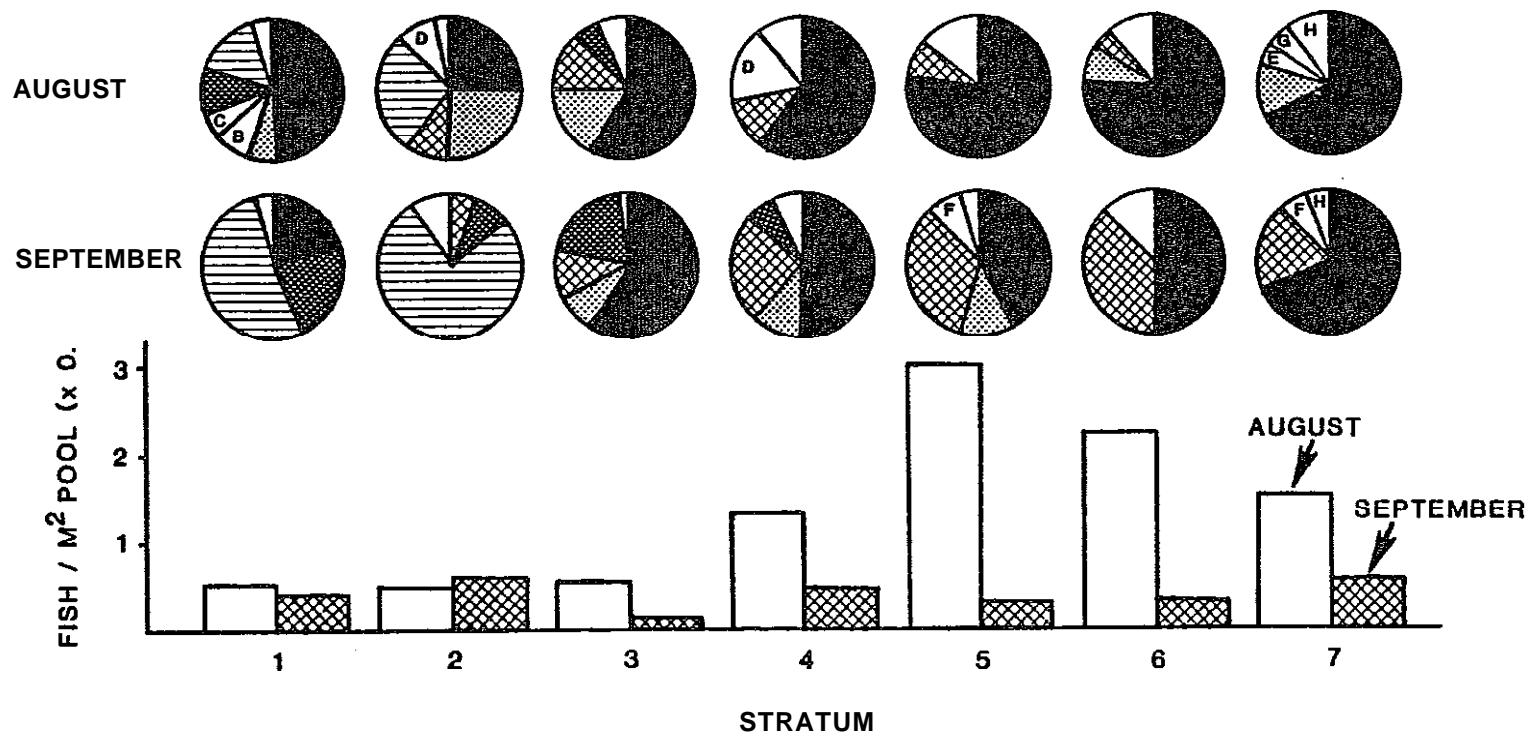 AUGUST
D
D
H
G
E
C
B
SEPTEMBER
F
F
H
FISH / M² POOL (x 0.
3
2
1
AUGUST
SEPTEMBER
1 2 3 4 5 6 7
STRATUM